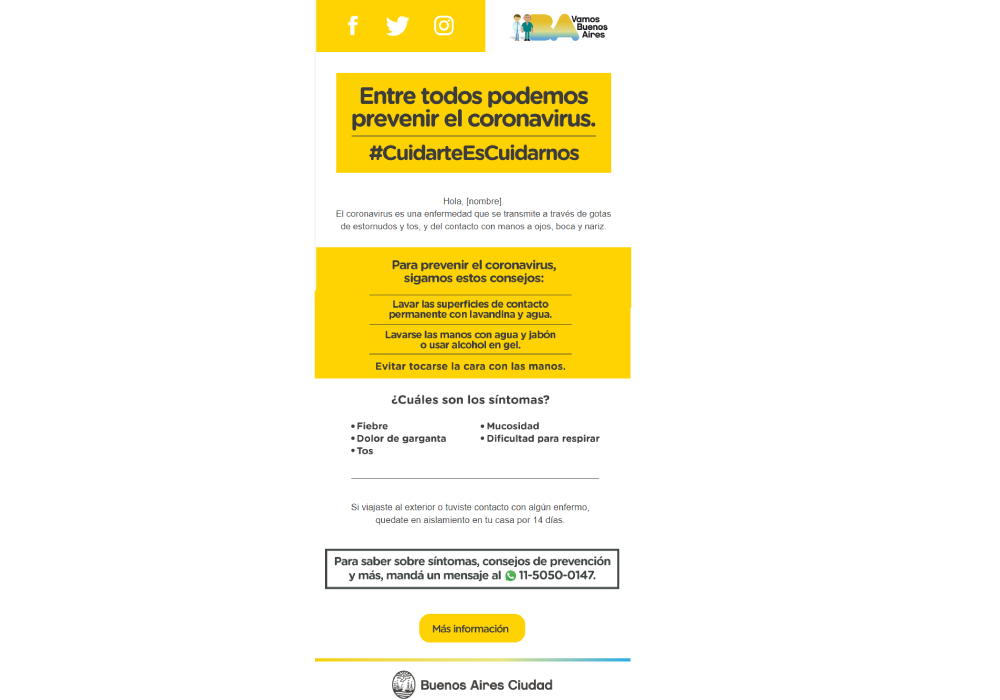 BA
Vamos
Buenos
Aires
Entre todos podemos
prevenir el coronavirus.
#CuidarteEsCuidarnos
Hola, [nombre].
El coronavirus es una enfermedad que se transmite a través de gotas
de estornudos y tos, y del contacto con manos a ojos, boca y nariz.
Para prevenir el coronavirus,
sigamos estos consejos:
Lavar las superficies de contacto
permanente con lavandina y agua.
Lavarse las manos con agua y jabón
o usar alcohol en gel.
Evitar tocarse la cara con las manos.
¿Cuáles son los síntomas?
• Fiebre
• Dolor de garganta
• Tos
• Mucosidad
• Dificultad para respirar
Si viajaste al exterior o tuviste contacto con algún enfermo,
quedate en aislamiento en tu casa por 14 días.
Para saber sobre síntomas, consejos de prevención
y más, mandá un mensaje al 11-5050-0147.
Más información
Buenos Aires Ciudad